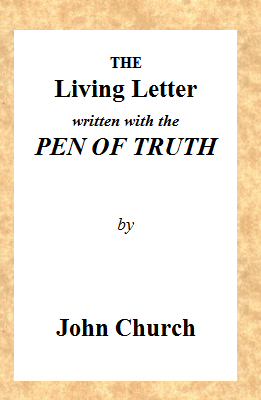 THE
Living Letter
written with the
PEN OF TRUTH
by
John Church